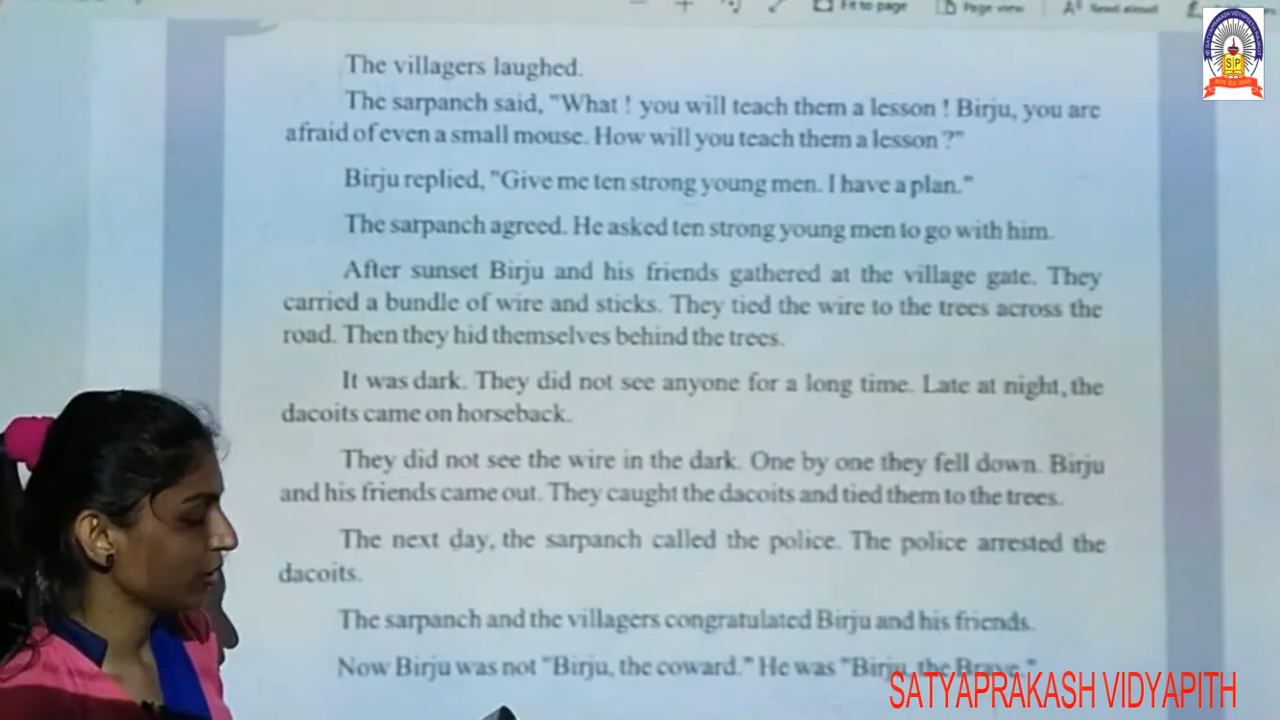 Fit to page
Page view
Read aloud
The villagers laughed.
The sarpanch said, "What ! you will teach them a lesson ! Birju, you are
afraid of even a small mouse. How will you teach them a lesson ?"
Birju replied, "Give me ten strong young men. I have a plan."
The sarpanch agreed. He asked ten strong young men to go with him.
After sunset Birju and his friends gathered at the village gate. They
carried a bundle of wire and sticks. They tied the wire to the trees across the
road. Then they hid themselves behind the trees.
It was dark. They did not see anyone for a long time. Late at night, the
dacoits came on horseback.
They did not see the wire in the dark. One by one they fell down. Birju
and his friends came out. They caught the dacoits and tied them to the trees.
The next day, the sarpanch called the police. The police arrested the
dacoits.
The sarpanch and the villagers congratulated Birju and his friends.
Now Birju was not "Birju, the coward." He was "Birju, the Brave."
SATYAPRAKASH VIDYAPITH
SP